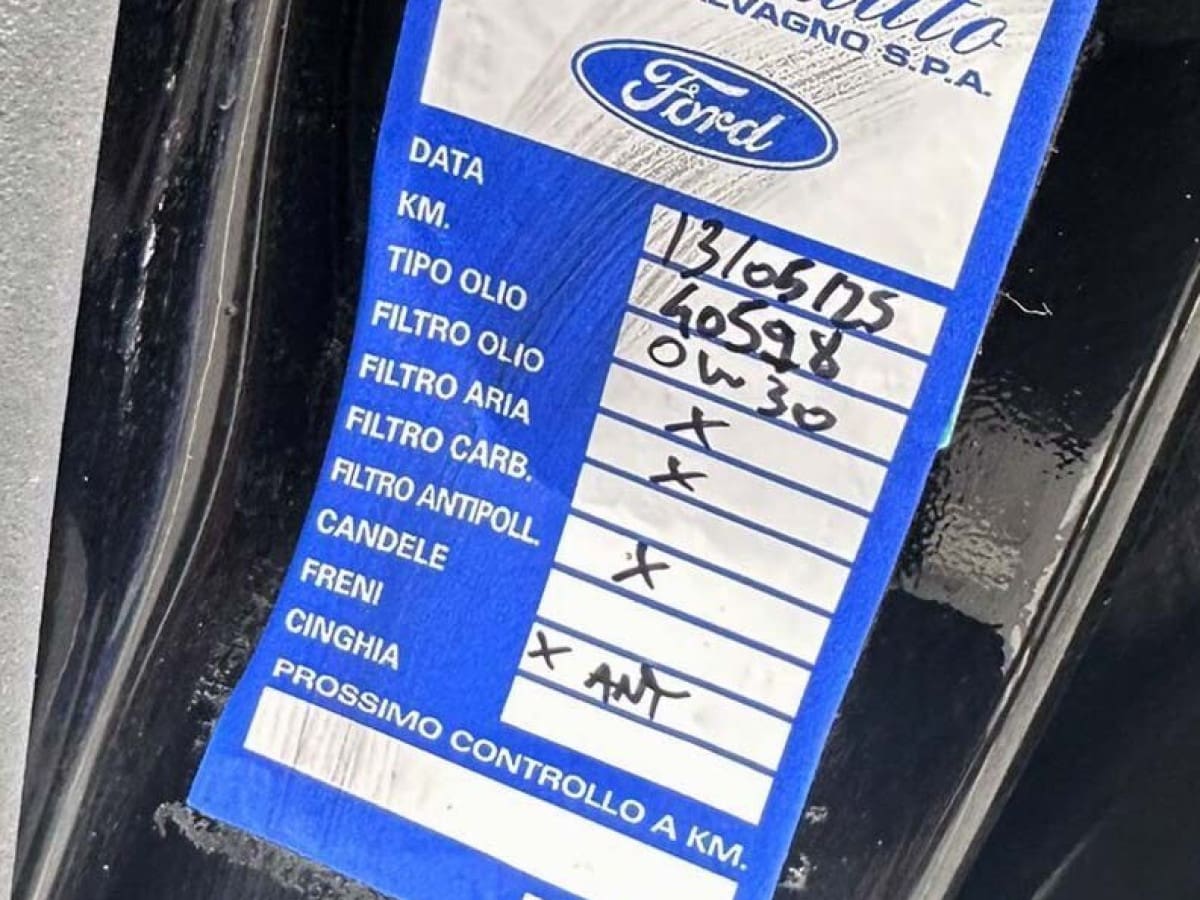 S.P.A.
Ford
DATA 13/05/25
KM. 40598
TIPO OLIO 0W30
FILTRO OLIO X
FILTRO ARIA X
FILTRO CARB.
FILTRO ANTIPOLL. X
CANDELE
FRENI X ANT
CINGHIA
PROSSIMO CONTROLLO A KM.